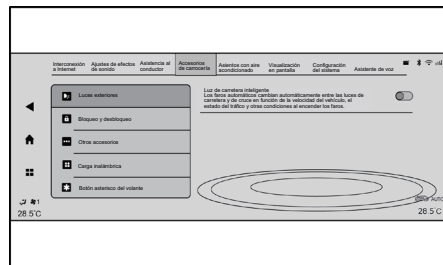 Interconexión
a Internet
Ajustes de efectos
de sonido
Asistencia al
conductor
Accesorios
de carrocería
Asientos con aire
acondicionado
Visualización
en pantalla
Configuración
del sistema
Asistente de voz
Luces exteriores
Bloqueo y desbloqueo
Otros accesorios
Carga inalámbrica
Botón asterisco del volante
Luz de carretera inteligente
Los faros automáticos cambian automáticamente entre las luces de
carretera y de cruce en función de la velocidad del vehículo, el
estado del tráfico y otras condiciones al encender los faros.
1
28.5°C
AUTO
28.5°C